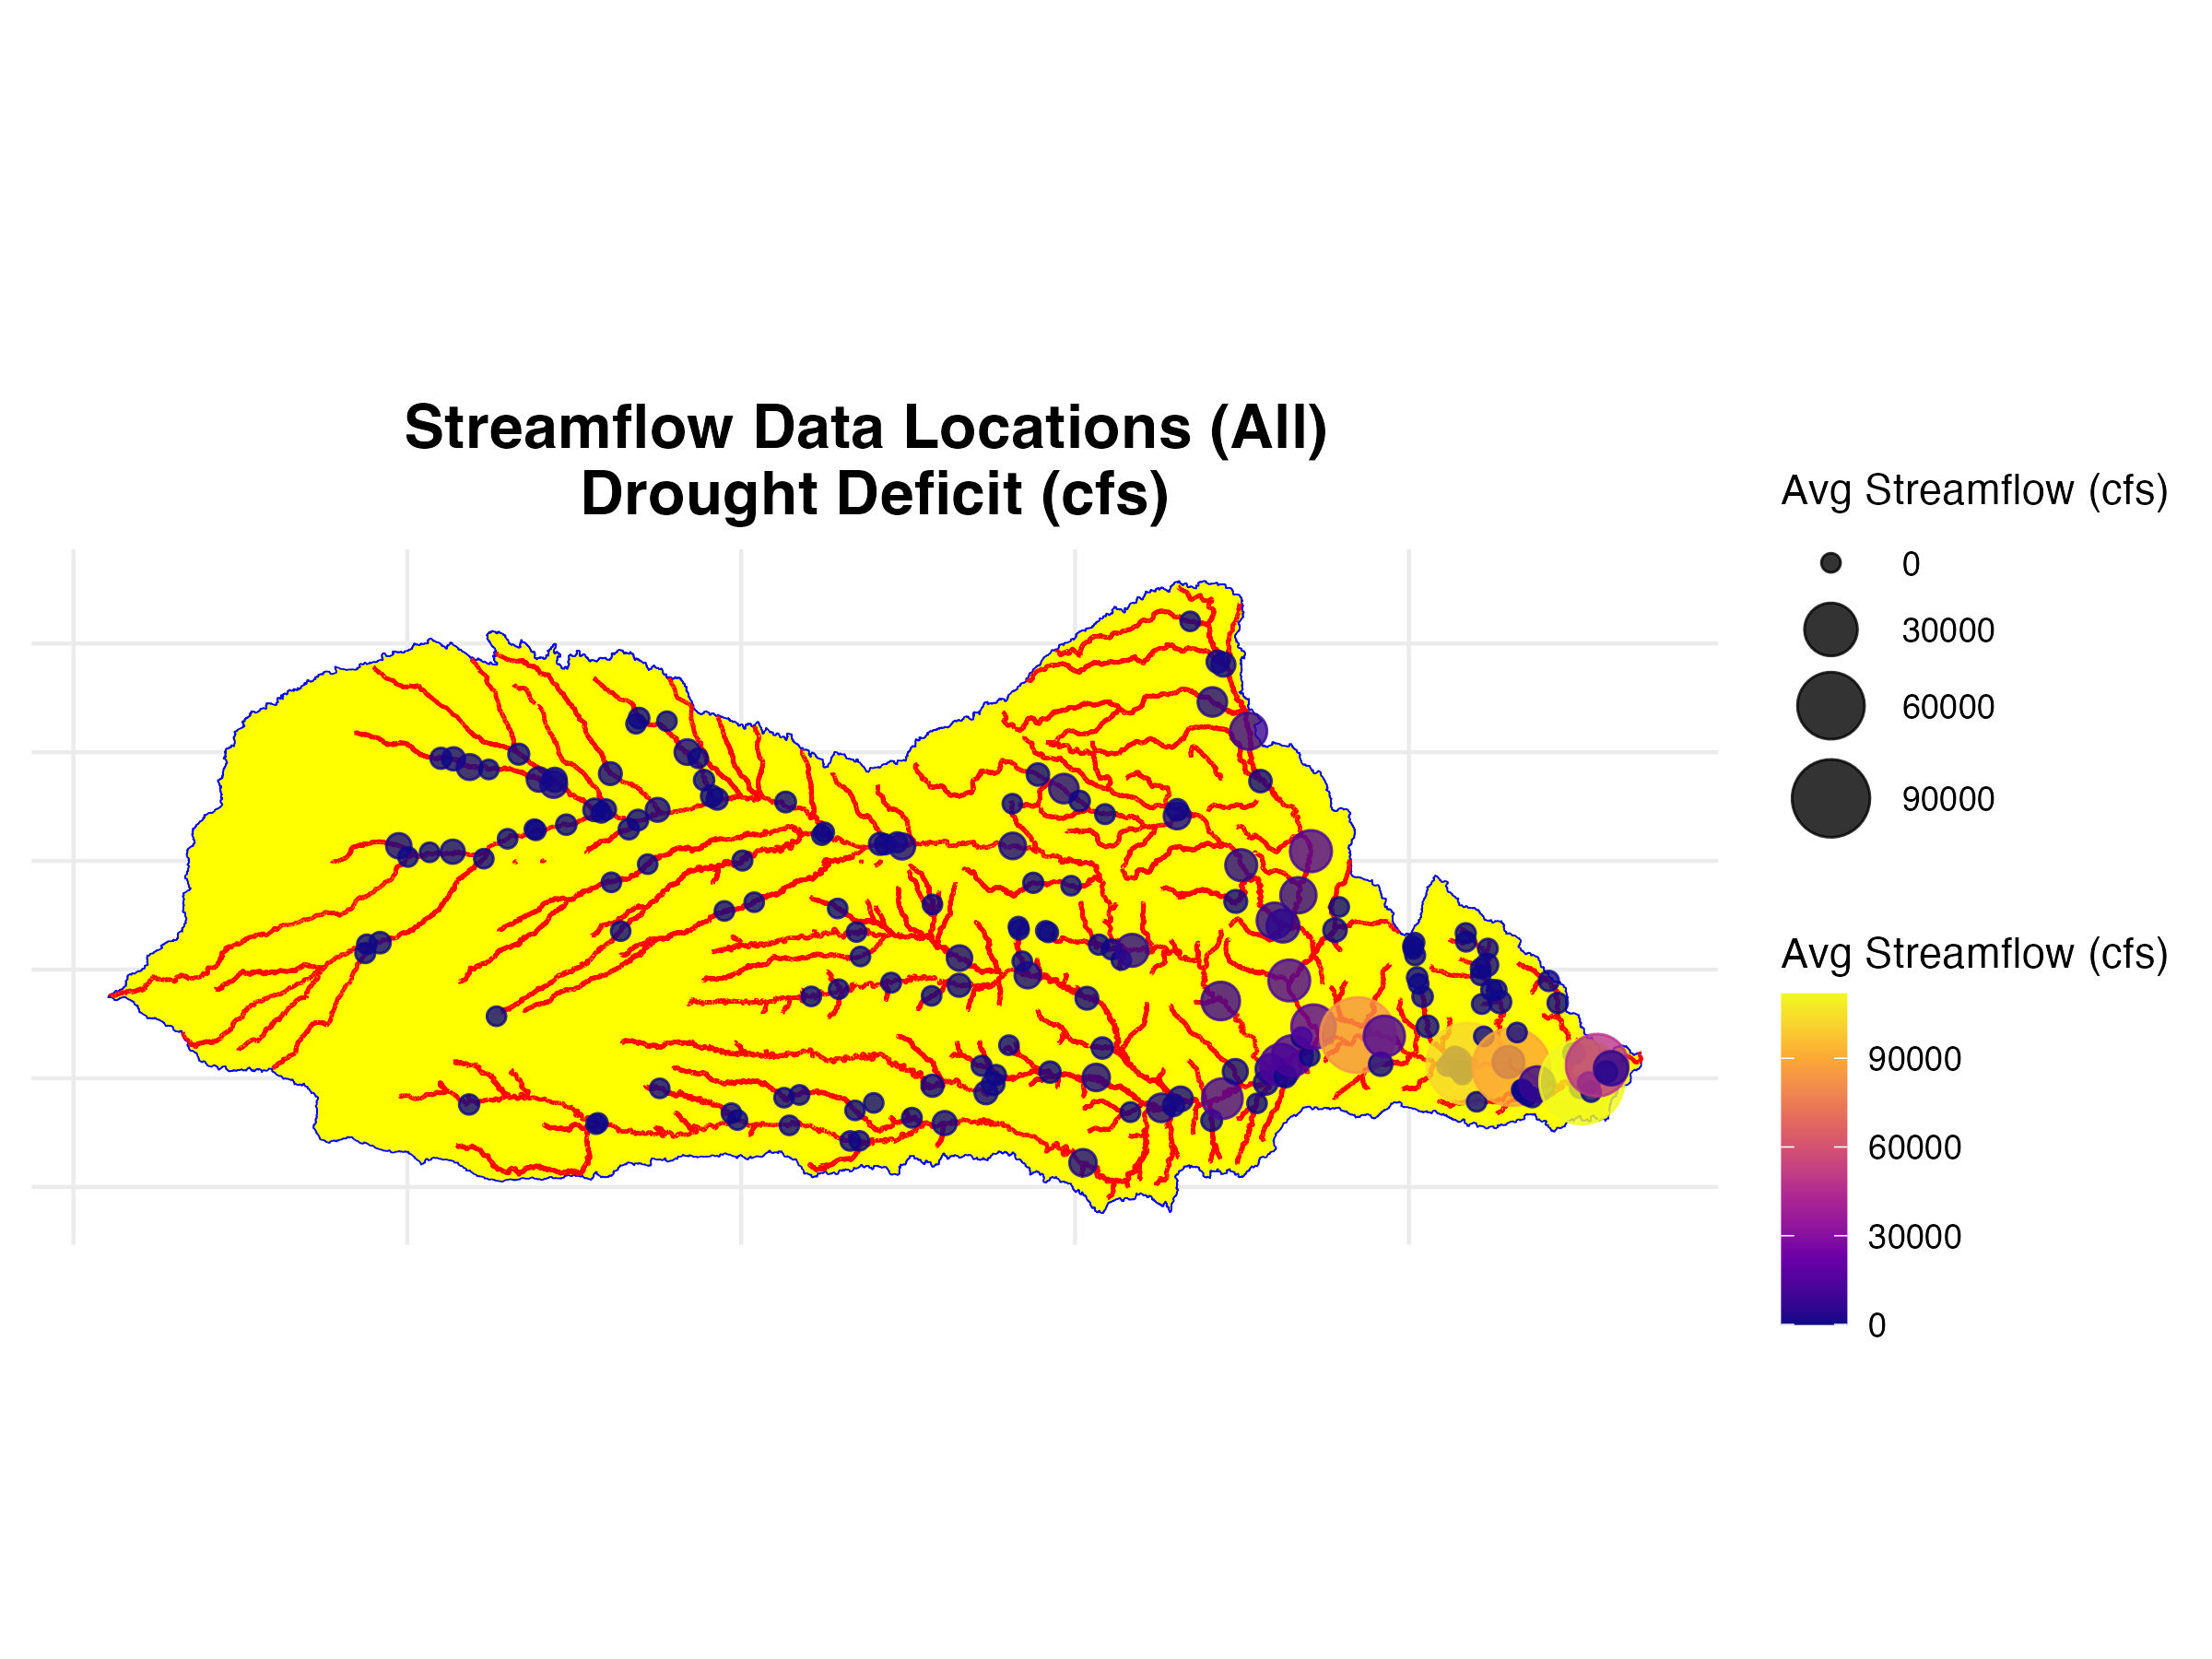 Streamflow Data Locations (All)
Drought Deficit (cfs)
Avg Streamflow (cfs)
0
30000
60000
90000
Avg Streamflow (cfs)
90000
60000
30000
0